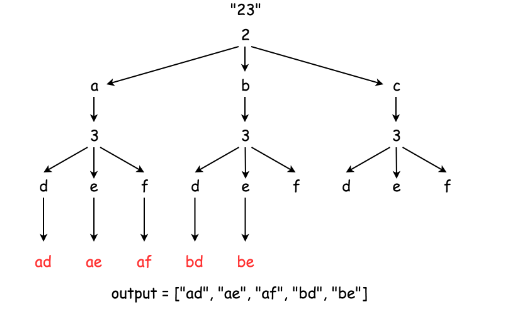 "23"
2
a b c
3 3 3
d e f d e f d e f
ad ae af bd be
output = ["ad", "ae", "af", "bd", "be"]